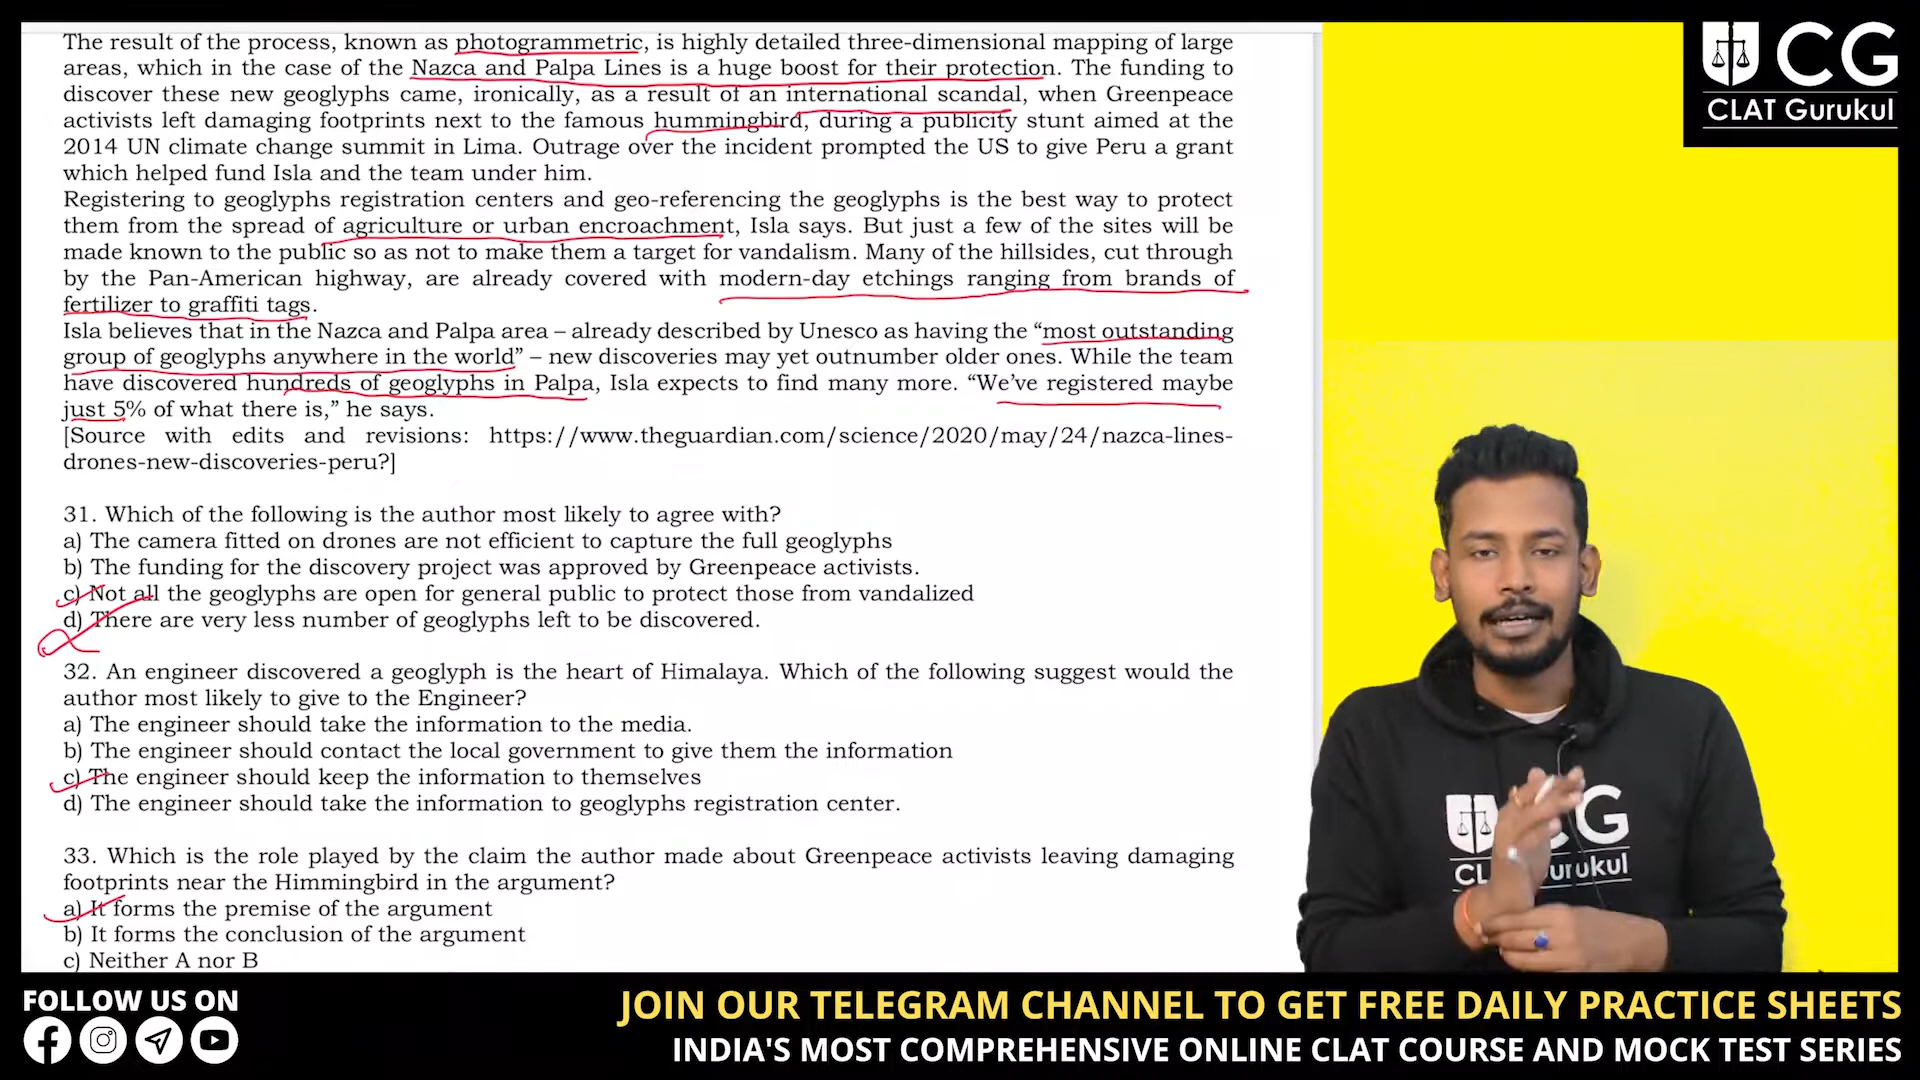 The result of the process, known as photogrammetric, is highly detailed three-dimensional mapping of large
areas, which in the case of the Nazca and Palpa Lines is a huge boost for their protection. The funding to
discover these new geoglyphs came, ironically, as a result of an international scandal, when Greenpeace
activists left damaging footprints next to the famous hummingbird, during a publicity stunt aimed at the
2014 UN climate change summit in Lima. Outrage over the incident prompted the US to give Peru a grant
which helped fund Isla and the team under him.
Registering to geoglyphs registration centers and geo-referencing the geoglyphs is the best way to protect
them from the spread of agriculture or urban encroachment, Isla says. But just a few of the sites will be
made known to the public so as not to make them a target for vandalism. Many of the hillsides, cut through
by the Pan-American highway, are already covered with modern-day etchings ranging from brands of
fertilizer to graffiti tags.
Isla believes that in the Nazca and Palpa area – already described by Unesco as having the “most outstanding
group of geoglyphs anywhere in the world” – new discoveries may yet outnumber older ones. While the team
have discovered hundreds of geoglyphs in Palpa, Isla expects to find many more. “We’ve registered maybe
just 5% of what there is,” he says.
[Source with edits and revisions: https://www.theguardian.com/science/2020/may/24/nazca-lines-
drones-new-discoveries-peru?]
31. Which of the following is the author most likely to agree with?
a) The camera fitted on drones are not efficient to capture the full geoglyphs
b) The funding for the discovery project was approved by Greenpeace activists.
c) Not all the geoglyphs are open for general public to protect those from vandalized
d) There are very less number of geoglyphs left to be discovered.
32. An engineer discovered a geoglyph is the heart of Himalaya. Which of the following suggest would the
author most likely to give to the Engineer?
a) The engineer should take the information to the media.
b) The engineer should contact the local government to give them the information
c) The engineer should keep the information to themselves
d) The engineer should take the information to geoglyphs registration center.
33. Which is the role played by the claim the author made about Greenpeace activists leaving damaging
footprints near the Himmingbird in the argument?
a) It forms the premise of the argument
b) It forms the conclusion of the argument
c) Neither A nor B
CG
CLAT Gurukul
CG
CL urukul
FOLLOW US ON
JOIN OUR TELEGRAM CHANNEL TO GET FREE DAILY PRACTICE SHEETS
INDIA'S MOST COMPREHENSIVE ONLINE CLAT COURSE AND MOCK TEST SERIES